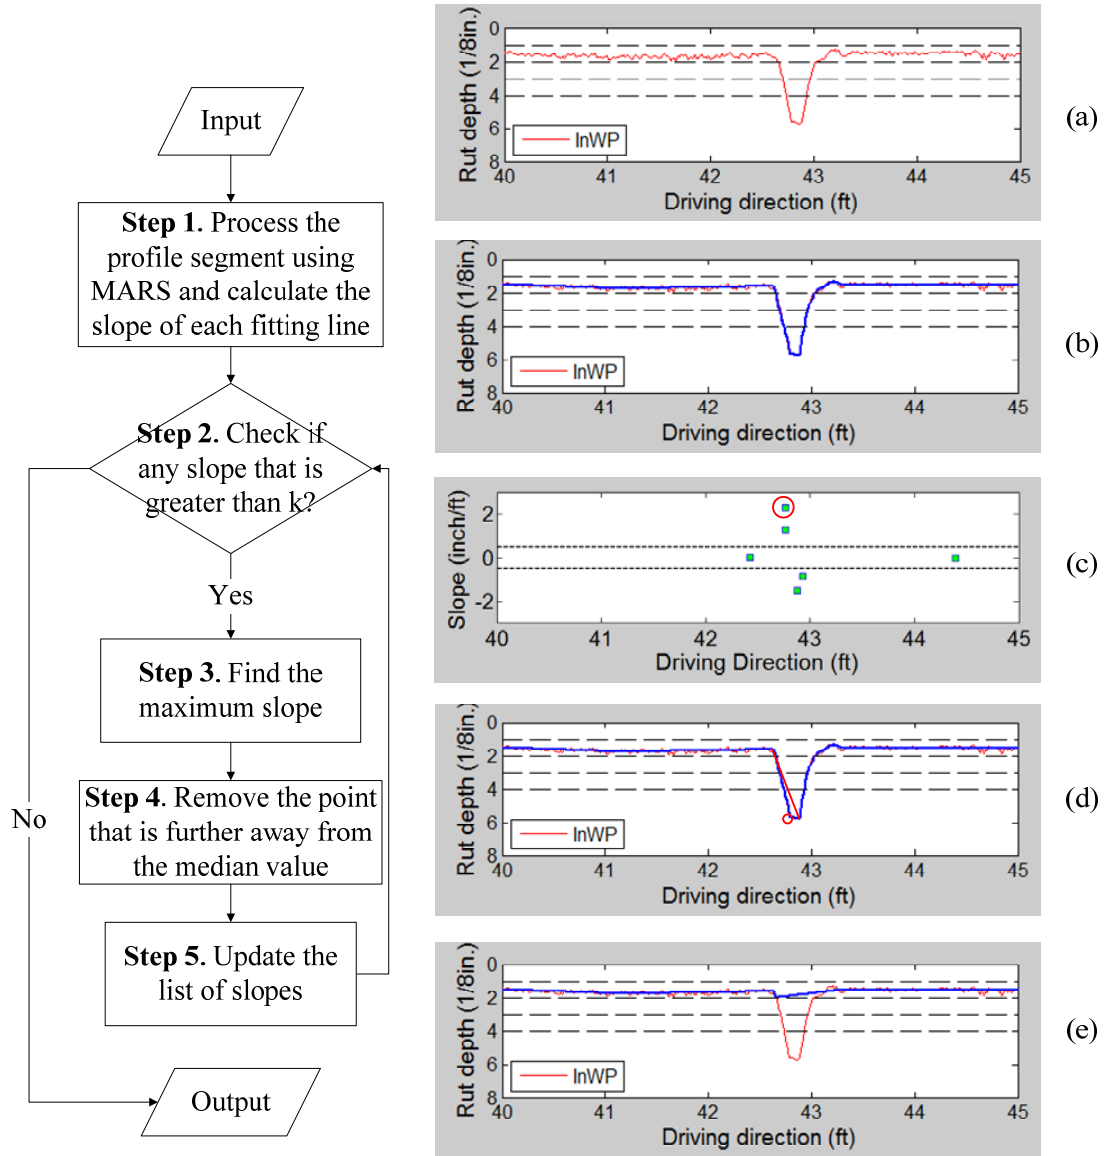 Input
Step 1. Process the
profile segment using
MARS and calculate the
slope of each fitting line
Step 2. Check if
any slope that is
greater than k?
Yes
Step 3. Find the
maximum slope
Step 4. Remove the point
that is further away from
the median value
No
Step 5. Update the
list of slopes
Output
Rut depth (1/8in.)
0
2
4
6
8
InWP
40 41 42 43 44 45
Driving direction (ft)
(a)
Rut depth (1/8in.)
0
2
4
6
8
InWP
40 41 42 43 44 45
Driving direction (ft)
(b)
Slope (inch/ft)
2
0
-2
40 41 42 43 44 45
Driving Direction (ft)
(c)
Rut depth (1/8in.)
0
2
4
6
8
InWP
40 41 42 43 44 45
Driving direction (ft)
(d)
Rut depth (1/8in.)
0
2
4
6
8
InWP
40 41 42 43 44 45
Driving direction (ft)
(e)